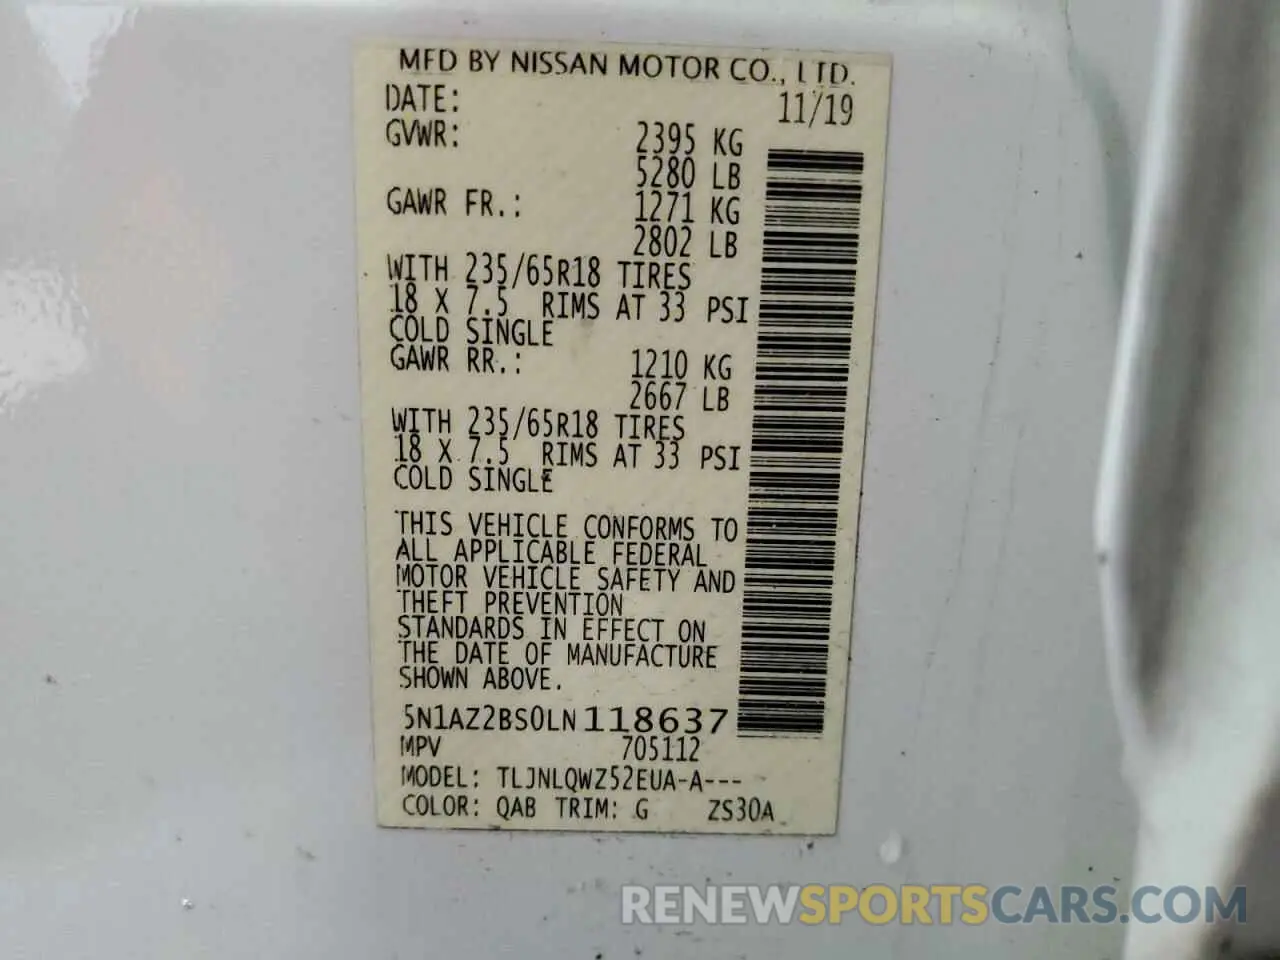 MFD BY NISSAN MOTOR CO., LTD.
DATE: 11/19
GVWR: 2395 KG
5280 LB
GAWR FR.: 1271 KG
2802 LB
WITH 235/65R18 TIRES
18 X 7.5 RIMS AT 33 PSI
COLD SINGLE
GAWR RR.: 1210 KG
2667 LB
WITH 235/65R18 TIRES
18 X 7.5 RIMS AT 33 PSI
COLD SINGLE
THIS VEHICLE CONFORMS TO
ALL APPLICABLE FEDERAL
MOTOR VEHICLE SAFETY AND
THEFT PREVENTION
STANDARDS IN EFFECT ON
THE DATE OF MANUFACTURE
SHOWN ABOVE.
5N1AZ2BS0LN118637
MPV 705112
MODEL: TLJNLQWZ52EUA-A---
COLOR: QAB TRIM: G ZS30A
RENEWSPORTSCARS.COM